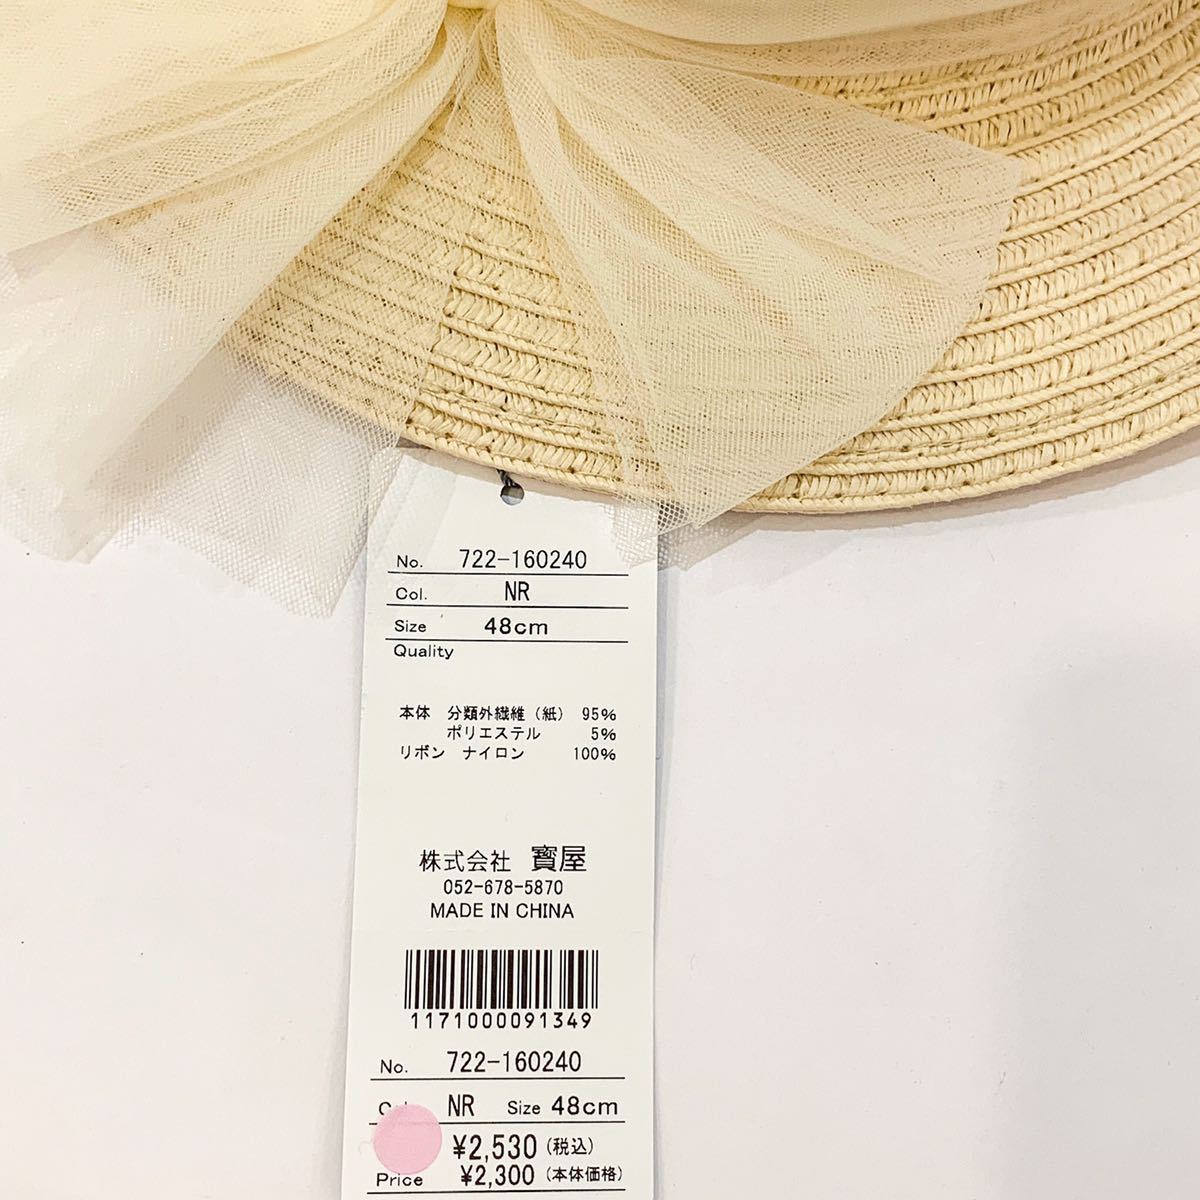 No. 722-160240
Col. NR
Size 48cm
Quality
本体 分類外繊維(紙) 95%
ポリエステル 5%
リボン ナイロン 100%
株式会社 寳屋
052-678-5870
MADE IN CHINA
1171000091349
No. 722-160240
NR Size 48cm
¥2,530(税込)
Price ¥2,300(本体価格)